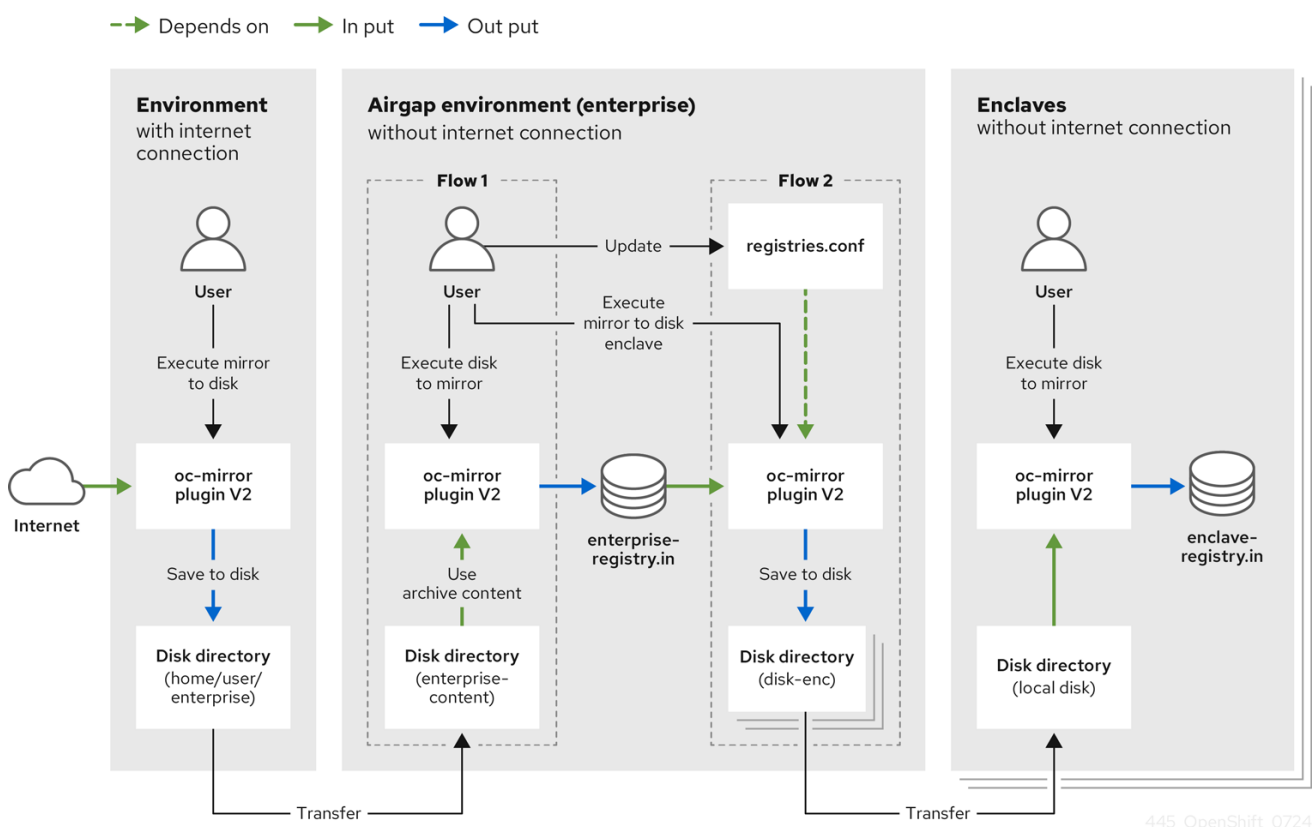 Depends on
In put
Out put
Environment
with internet
connection
User
Execute mirror
to disk
Internet
oc-mirror
plugin V2
Save to disk
Disk directory
(home/user/
enterprise)
Transfer
Airgap environment (enterprise)
without internet connection
Flow 1
User
Update
Execute
mirror to disk
enclave
Execute disk
to mirror
oc-mirror
plugin V2
enterprise-
registry.in
Use
archive content
Disk directory
(enterprise-
content)
Flow 2
registries.conf
oc-mirror
plugin V2
Save to disk
Disk directory
(disk-enc)
Transfer
Enclaves
without internet connection
User
Execute disk
to mirror
oc-mirror
plugin V2
enclave-
registry.in
Disk directory
(local disk)
445_OpenShift_0724